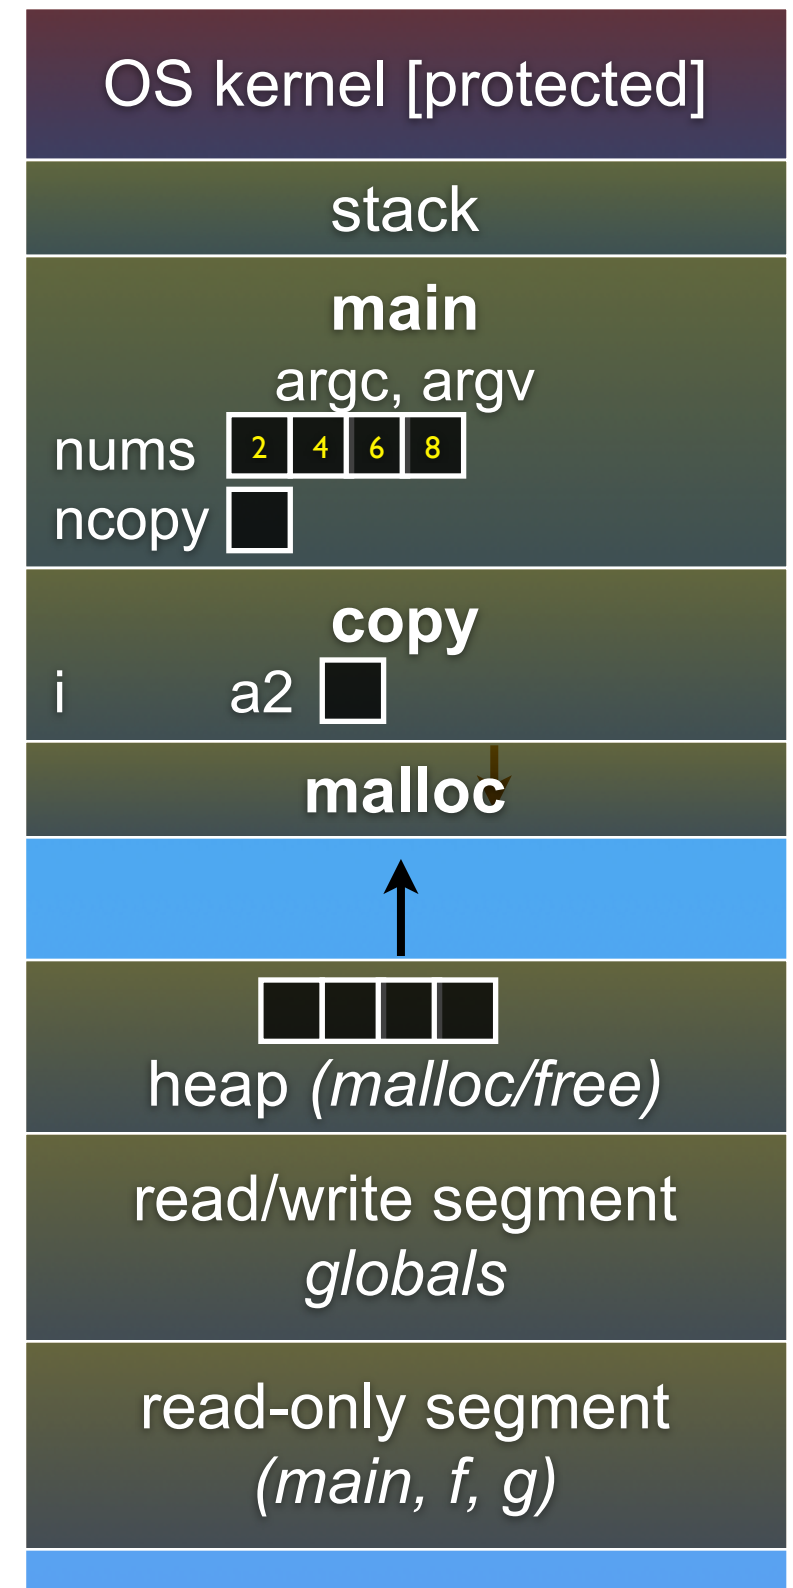 OS kernel [protected]
stack
main
argc, argv
nums 2 4 6 8
ncopy
copy
i a2
malloc
heap (malloc/free)
read/write segment
globals
read-only segment
(main, f, g)